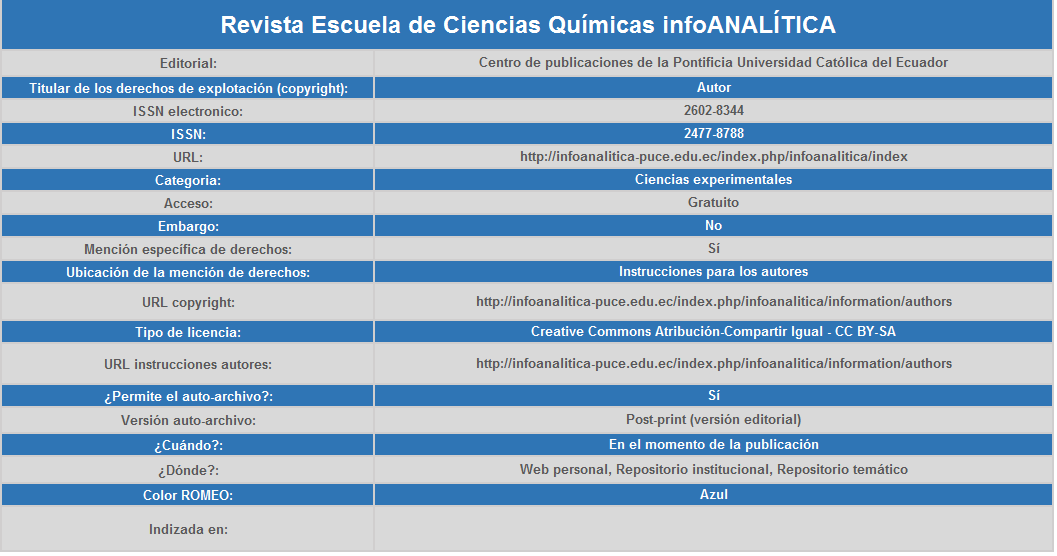 Revista Escuela de Ciencias Químicas infoANALÍTICA
Editorial: Centro de publicaciones de la Pontificia Universidad Católica del Ecuador
Titular de los derechos de explotación (copyright): Autor
ISSN electronico: 2602-8344
ISSN: 2477-8788
URL: http://infoanalitica-puce.edu.ec/index.php/infoanalitica/index
Categoria: Ciencias experimentales
Acceso: Gratuito
Embargo: No
Mención específica de derechos: Sí
Ubicación de la mención de derechos: Instrucciones para los autores
URL copyright: http://infoanalitica-puce.edu.ec/index.php/infoanalitica/information/authors
Tipo de licencia: Creative Commons Atribución-Compartir Igual - CC BY-SA
URL instrucciones autores: http://infoanalitica-puce.edu.ec/index.php/infoanalitica/information/authors
¿Permite el auto-archivo?: Sí
Versión auto-archivo: Post-print (versión editorial)
¿Cuándo?: En el momento de la publicación
¿Dónde?: Web personal, Repositorio institucional, Repositorio temático
Color ROMEO: Azul
Indizada en: